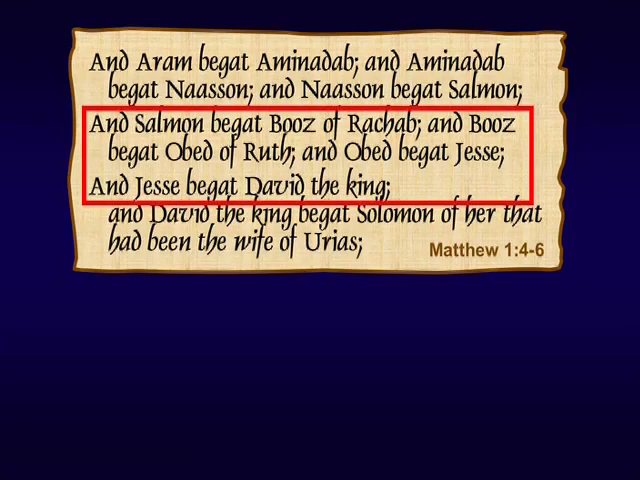 And Aram begat Aminadab; and Aminadab
begat Naasson; and Naasson begat Salmon;
And Salmon begat Booz of Rachab; and Booz
begat Obed of Ruth; and Obed begat Jesse;
And Jesse begat David the king;
and David the king begat Solomon of her that
had been the wife of Urias;
Matthew 1:4-6